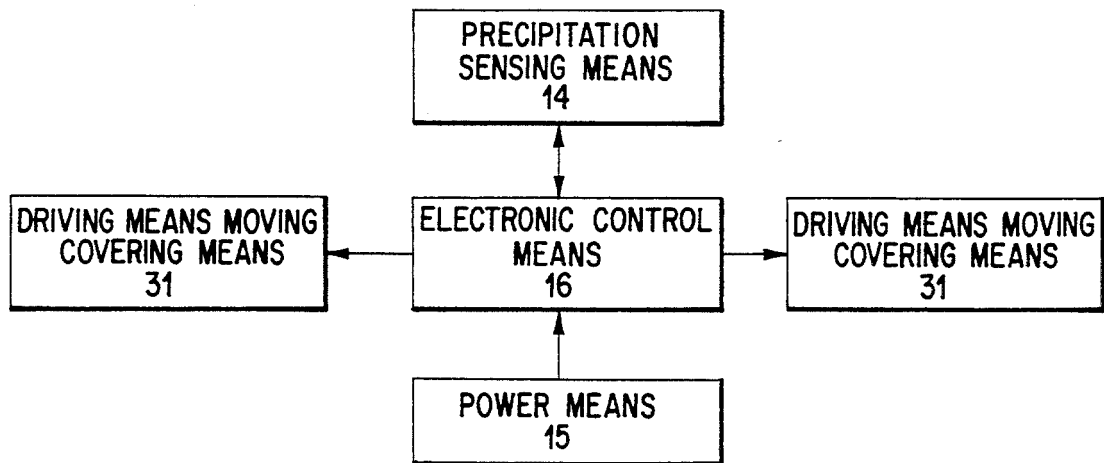 PRECIPITATION
SENSING MEANS
14
DRIVING MEANS MOVING
COVERING MEANS
31
ELECTRONIC CONTROL
MEANS
16
DRIVING MEANS MOVING
COVERING MEANS
31
POWER MEANS
15